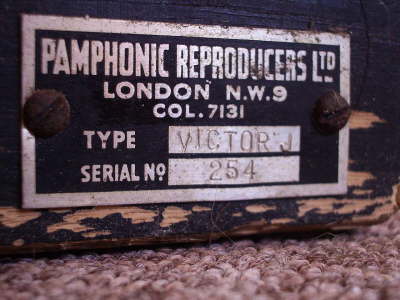 PAMPHONIC REPRODUCERS LTD
LONDON N.W.9
COL.7131
TYPE VICTOR J
SERIAL No 254